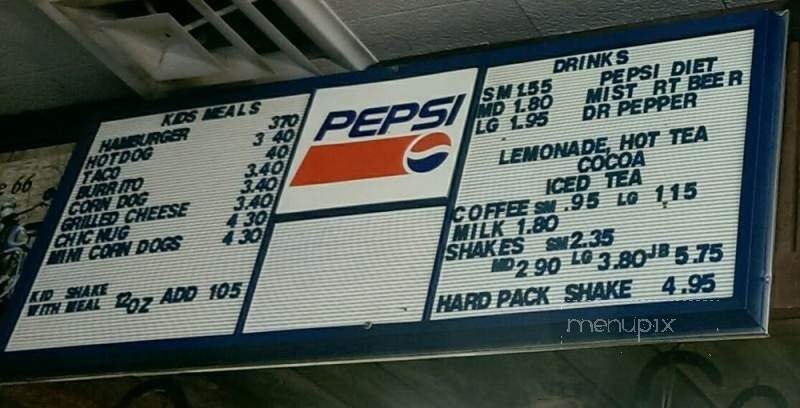 KIDS MEALS
HAMBURGER 370
HOTDOG 3 40
TACO 40
BURRITO 3.40
CORN DOG 3.40
GRILLED CHEESE 3.40
CHIC NUG 4 30
MINI CORN DOGS 4 30
KID SHAKE
WITH MEAL 12OZ ADD 105
PEPSI
DRINKS
SM 1.55 PEPSI DIET
MD 1.80 MIST RT BEER
LG 1.95 DR PEPPER
LEMONADE, HOT TEA
COCOA
ICED TEA
COFFEE SM .95 LG 1,15
MILK 1.80
SHAKES SM 2.35
MD 2 90 LG 3.80 JB 5.75
HARD PACK SHAKE 4.95
menupix
e 66